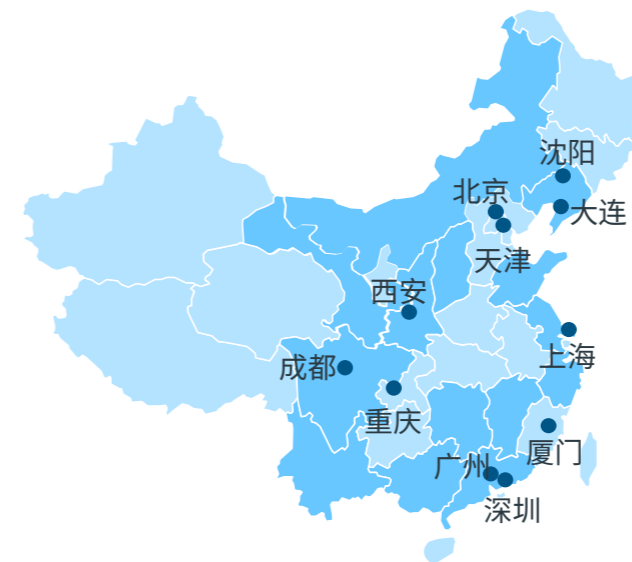 沈阳
北京
大连
天津
西安
上海
成都
重庆
厦门
广州
深圳